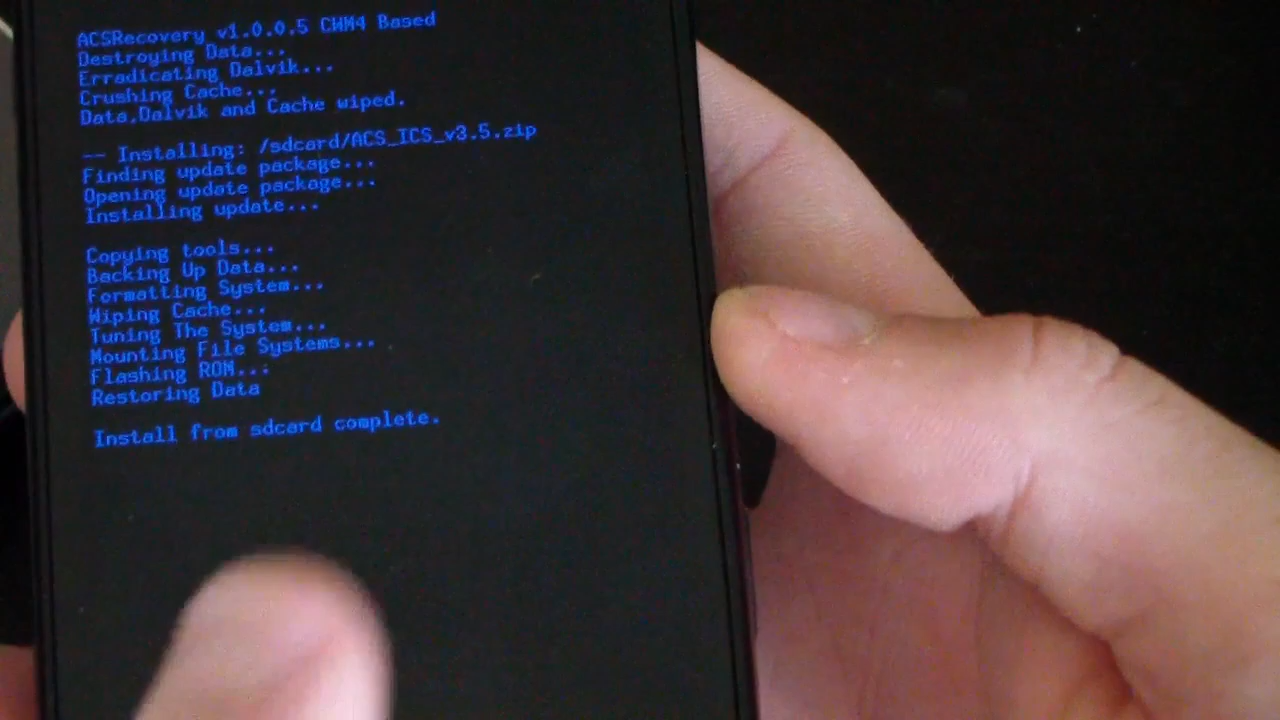 ACSRecovery v1.0.0.5 CWM4 Based
Destroying Data...
Erradicating Dalvik...
Crushing Cache...
Data,Dalvik and Cache wiped.
-- Installing: /sdcard/ACS_ICS_v3.5.zip
Finding update package...
Opening update package...
Installing update...
Copying tools...
Backing Up Data...
Formatting System...
Wiping Cache...
Tuning The System...
Mounting File Systems...
Flashing ROM...
Restoring Data
Install from sdcard complete.